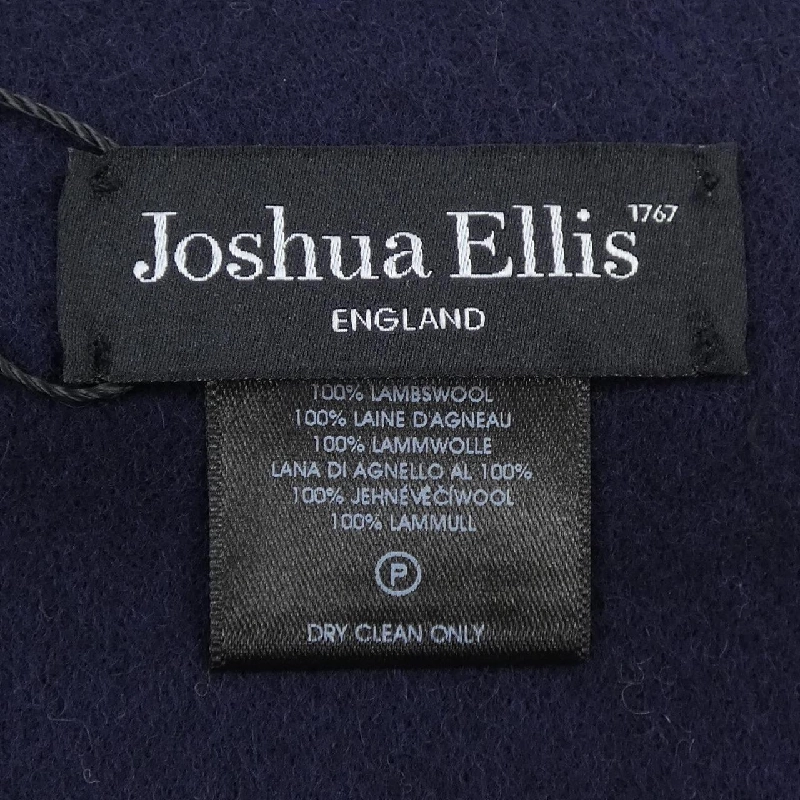 Joshua Ellis 1767
ENGLAND
100% LAMBSWOOL
100% LAINE D'AGNEAU
100% LAMMWOLLE
LANA DI AGNELLO AL 100%
100% JEHNĚVĚČÍWOOL
100% LAMMULL
P
DRY CLEAN ONLY